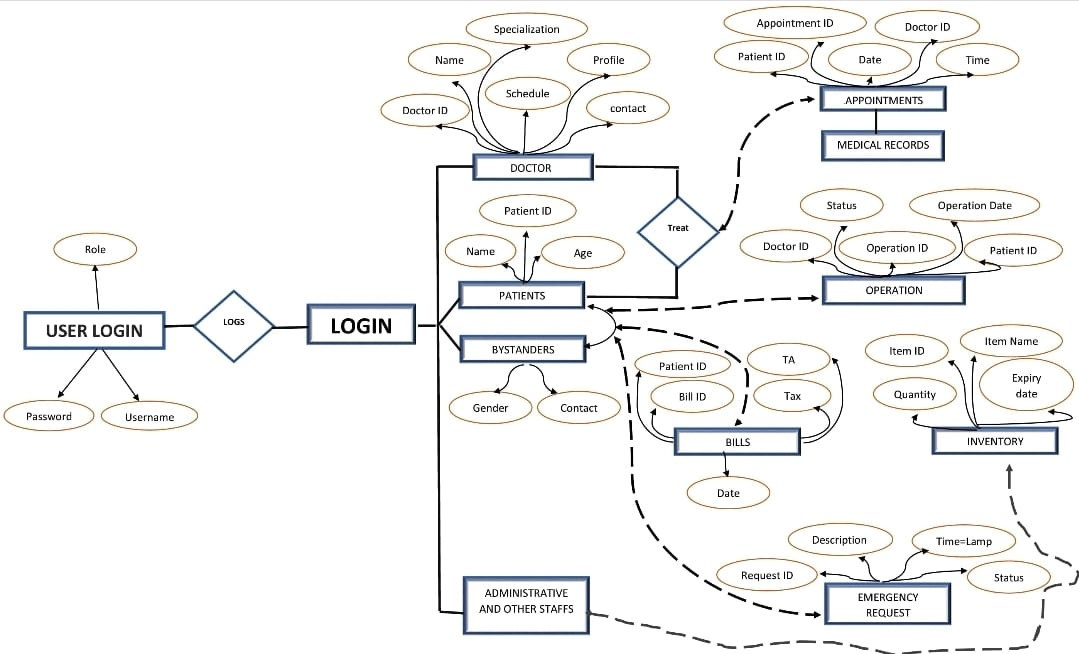 Specialization
Name
Profile
Schedule
Doctor ID
contact
DOCTOR
Appointment ID
Doctor ID
Patient ID
Date
Time
APPOINTMENTS
MEDICAL RECORDS
Patient ID
Name
Age
PATIENTS
Treat
Status
Operation Date
Doctor ID
Operation ID
Patient ID
OPERATION
Role
USER LOGIN
LOGS
LOGIN
Password
Username
BYSTANDERS
Gender
Contact
Patient ID
TA
Bill ID
Tax
BILLS
Date
Item ID
Item Name
Quantity
Expiry
date
INVENTORY
Description
Time=Lamp
Request ID
Status
EMERGENCY
REQUEST
ADMINISTRATIVE
AND OTHER STAFFS